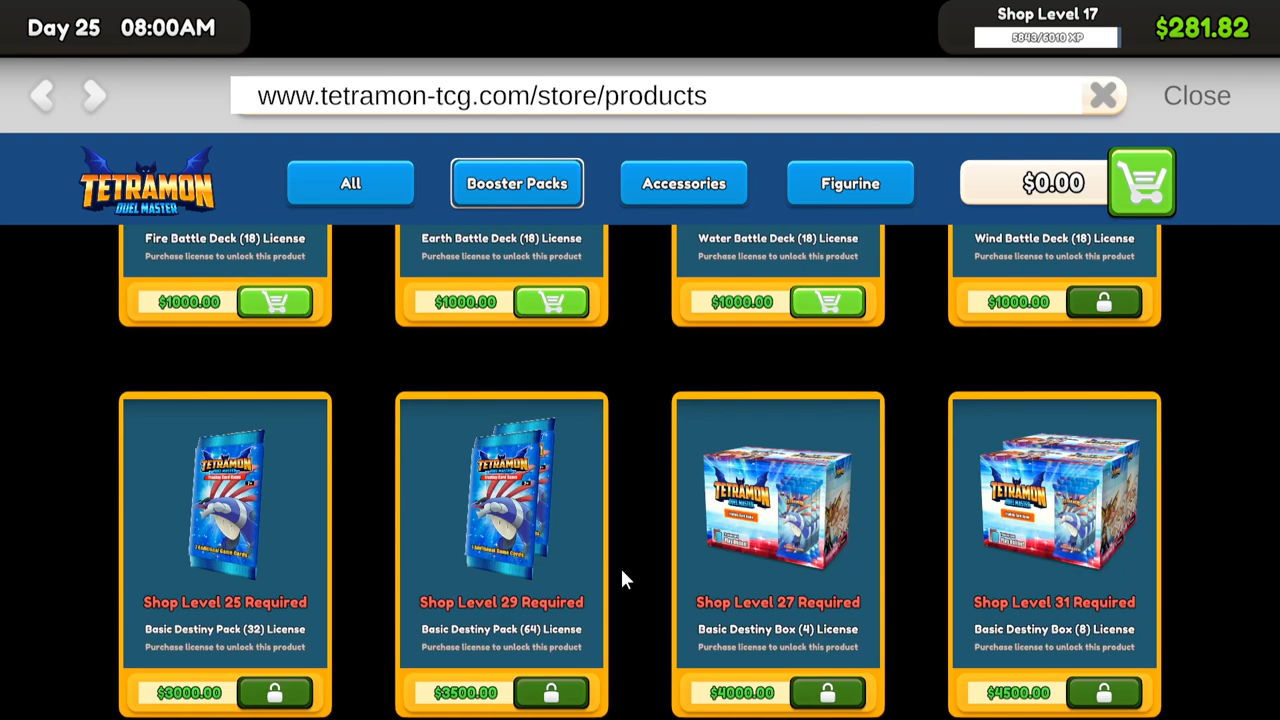 Day 25 08:00AM
Shop Level 17
5843/6010 XP
$281.82
www.tetramon-tcg.com/store/products
Close
TETRAMON
DUEL MASTER
All
Booster Packs
Accessories
Figurine
$0.00
Fire Battle Deck (18) License
Purchase license to unlock this product
$1000.00
Earth Battle Deck (18) License
Purchase license to unlock this product
$1000.00
Water Battle Deck (18) License
Purchase license to unlock this product
$1000.00
Wind Battle Deck (18) License
Purchase license to unlock this product
$1000.00
TETRAMON
Shop Level 25 Required
Basic Destiny Pack (32) License
Purchase license to unlock this product
$3000.00
TETRAMON
Shop Level 29 Required
Basic Destiny Pack (64) License
Purchase license to unlock this product
$3500.00
TETRAMON
Shop Level 27 Required
Basic Destiny Box (4) License
Purchase license to unlock this product
$4000.00
TETRAMON
Shop Level 31 Required
Basic Destiny Box (8) License
Purchase license to unlock this product
$4500.00